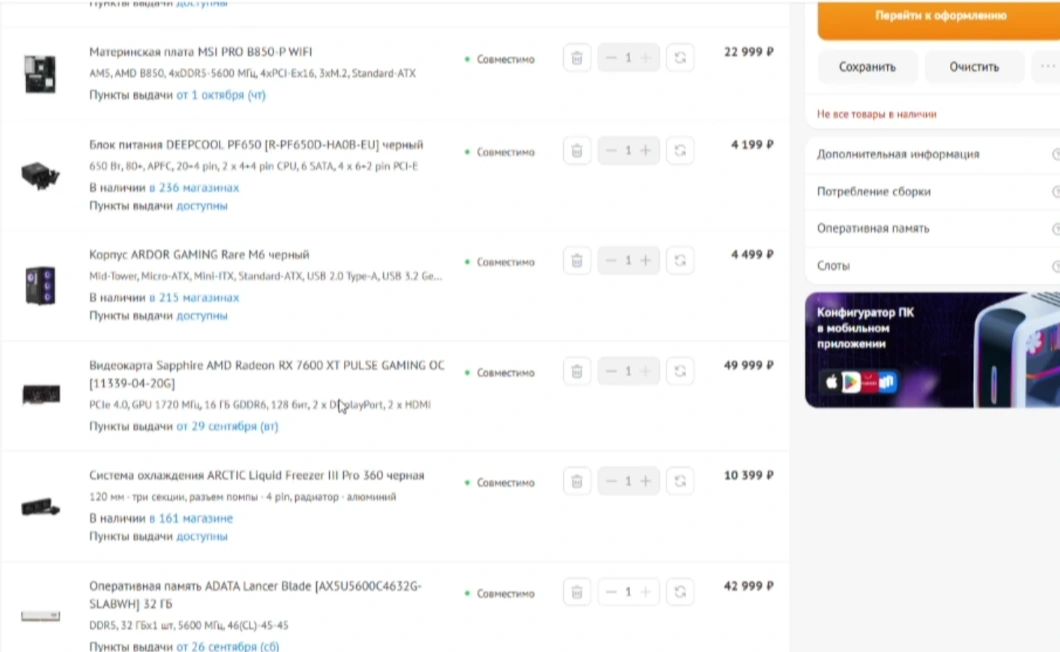 Пункты выдачи доступны
Материнская плата MSI PRO B850-P WIFI
AM5, AMD B850, 4xDDR5-5600 МГц, 4xPCI-Ex16, 3xM.2, Standard-ATX
Пункты выдачи от 1 октября (чт)
Совместимо
1
22 999 ₽
Блок питания DEEPCOOL PF650 [R-PF650D-HA0B-EU] черный
650 Вт, 80+, APFC, 20+4 pin, 2 x 4+4 pin CPU, 6 SATA, 4 x 6+2 pin PCI-E
В наличии в 236 магазинах
Пункты выдачи доступны
Совместимо
1
4 199 ₽
Корпус ARDOR GAMING Rare M6 черный
Mid-Tower, Micro-ATX, Mini-ITX, Standard-ATX, USB 2.0 Type-A, USB 3.2 Ge...
В наличии в 215 магазинах
Пункты выдачи доступны
Совместимо
1
4 499 ₽
Видеокарта Sapphire AMD Radeon RX 7600 XT PULSE GAMING OC
[11339-04-20G]
PCIe 4.0, GPU 1720 МГц, 16 ГБ GDDR6, 128 бит, 2 x DisplayPort, 2 x HDMI
Пункты выдачи от 29 сентября (вт)
Совместимо
1
49 999 ₽
Система охлаждения ARCTIC Liquid Freezer III Pro 360 черная
120 мм - три секции, разъем помпы - 4 pin, радиатор - алюминий
В наличии в 161 магазине
Пункты выдачи доступны
Совместимо
1
10 399 ₽
Оперативная память ADATA Lancer Blade [AX5U5600C4632G-
SLABWH] 32 ГБ
DDR5, 32 ГБx1 шт, 5600 МГц, 46(CL)-45-45
Пункты выдачи от 26 сентября (сб)
Совместимо
1
42 999 ₽
Перейти к оформлению
Сохранить
Очистить
...
Не все товары в наличии
Дополнительная информация
Потребление сборки
Оперативная память
Слоты
Конфигуратор ПК
в мобильном
приложении